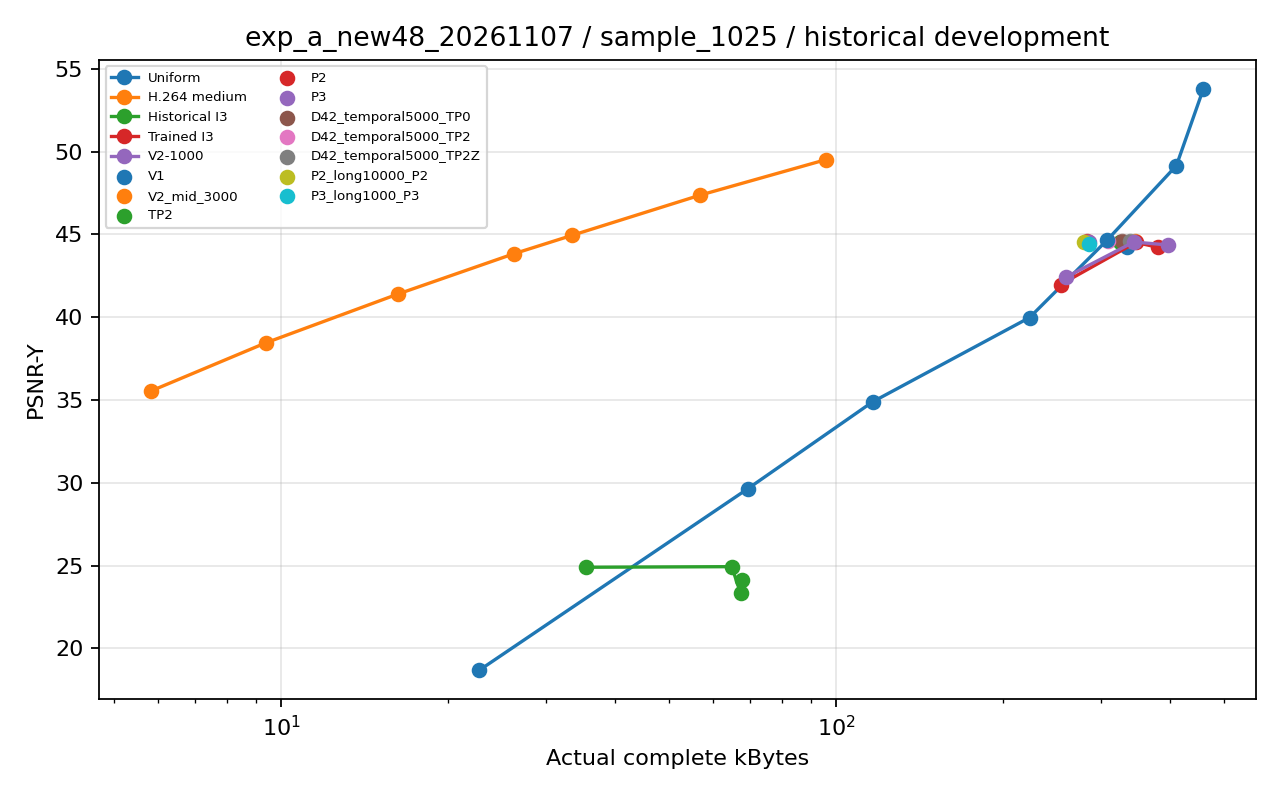 exp_a_new48_20261107 / sample_1025 / historical development
Uniform
H.264 medium
Historical I3
Trained I3
V2-1000
V1
V2_mid_3000
TP2
P2
P3
D42_temporal5000_TP0
D42_temporal5000_TP2
D42_temporal5000_TP2Z
P2_long10000_P2
P3_long1000_P3
PSNR-Y
55
50
45
40
35
30
25
20
10¹
10²
Actual complete kBytes